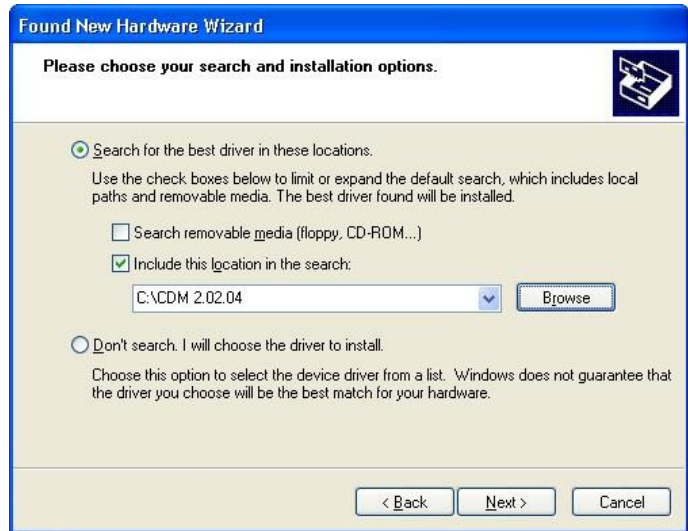 Found New Hardware Wizard
Please choose your search and installation options.
Search for the best driver in these locations.
Use the check boxes below to limit or expand the default search, which includes local
paths and removable media. The best driver found will be installed.
Search removable media (floppy, CD-ROM...)
Include this location in the search:
C:\CDM 2.02.04
Browse
Don't search. I will choose the driver to install.
Choose this option to select the device driver from a list. Windows does not guarantee that
the driver you choose will be the best match for your hardware.
< Back
Next >
Cancel